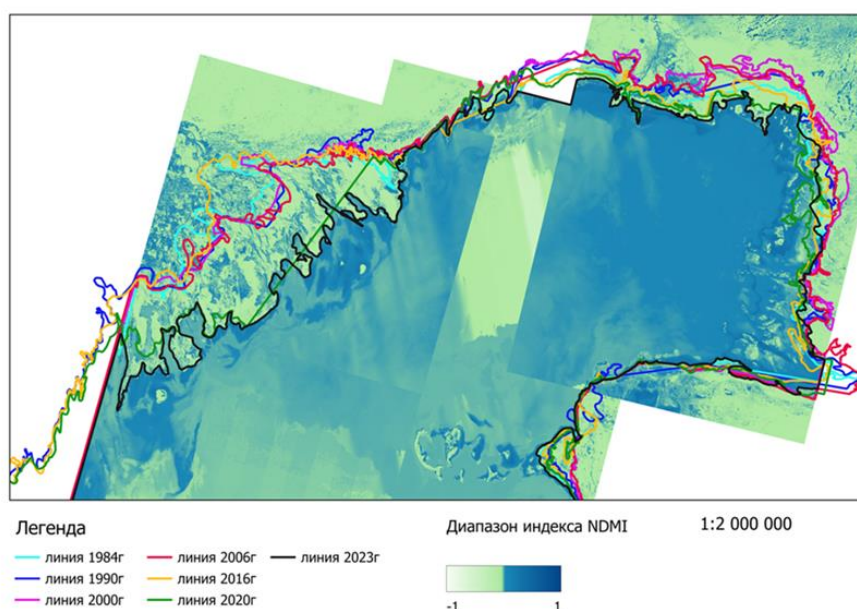 Легенда
линия 1984г
линия 2006г
линия 2023г
линия 1990г
линия 2016г
линия 2000г
линия 2020г
Диапазон индекса NDMI
1:2 000 000
-1
1